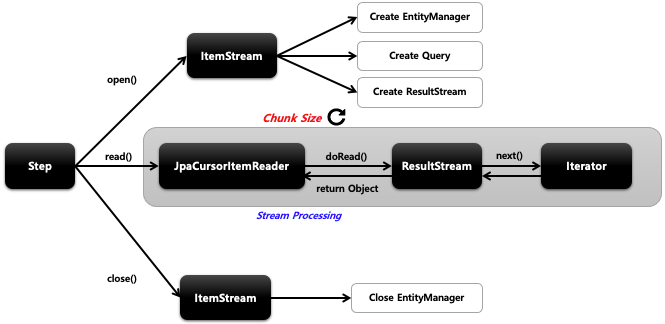 Create EntityManager
ItemStream
Create Query
open()
Create ResultStream
Chunk Size
Step
read()
JpaCursorItemReader
doRead()
return Object
ResultStream
next()
Iterator
Stream Processing
close()
ItemStream
Close EntityManager